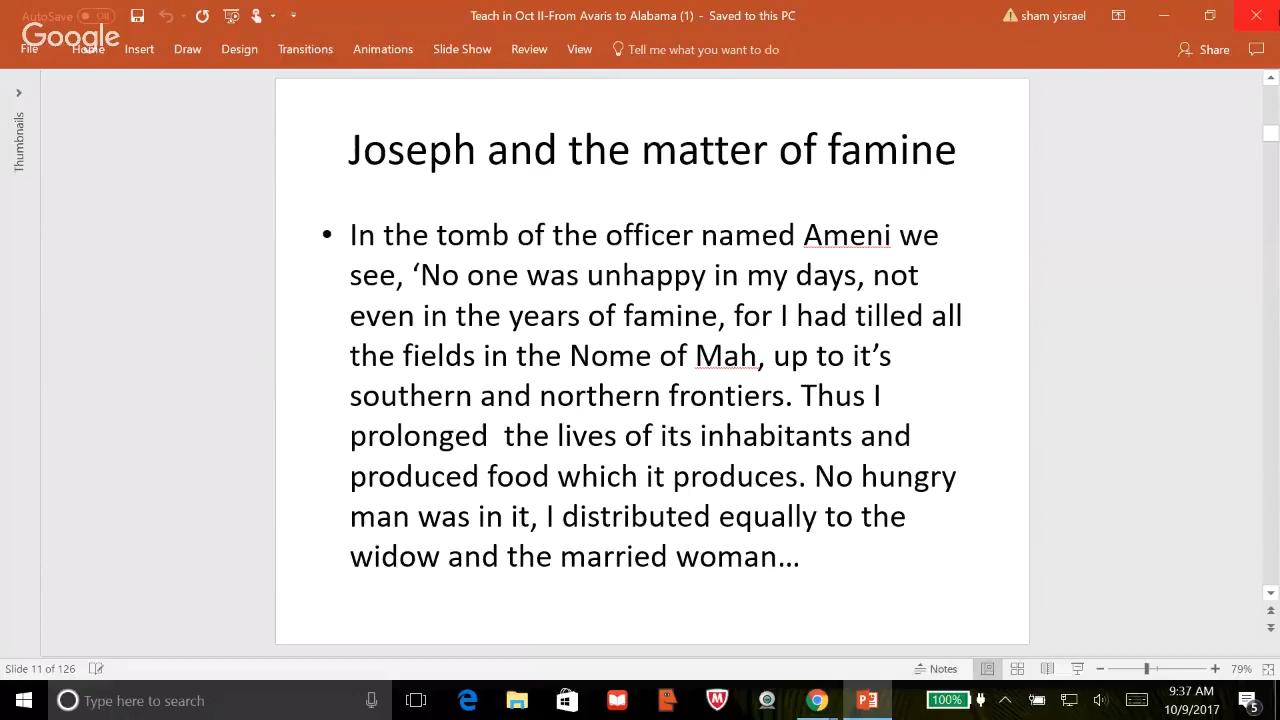 AutoSave Off Teach in Oct II-From Avaris to Alabama (1) - Saved to this PC sham yisrael
Google
File Home Insert Draw Design Transitions Animations Slide Show Review View Tell me what you want to do Share
Thumbnails
Joseph and the matter of famine
• In the tomb of the officer named Ameni we
see, ‘No one was unhappy in my days, not
even in the years of famine, for I had tilled all
the fields in the Nome of Mah, up to it’s
southern and northern frontiers. Thus I
prolonged  the lives of its inhabitants and
produced food which it produces. No hungry
man was in it, I distributed equally to the
widow and the married woman…
Slide 11 of 126 Notes 79%
Type here to search 100% 9:37 AM
10/9/2017 5